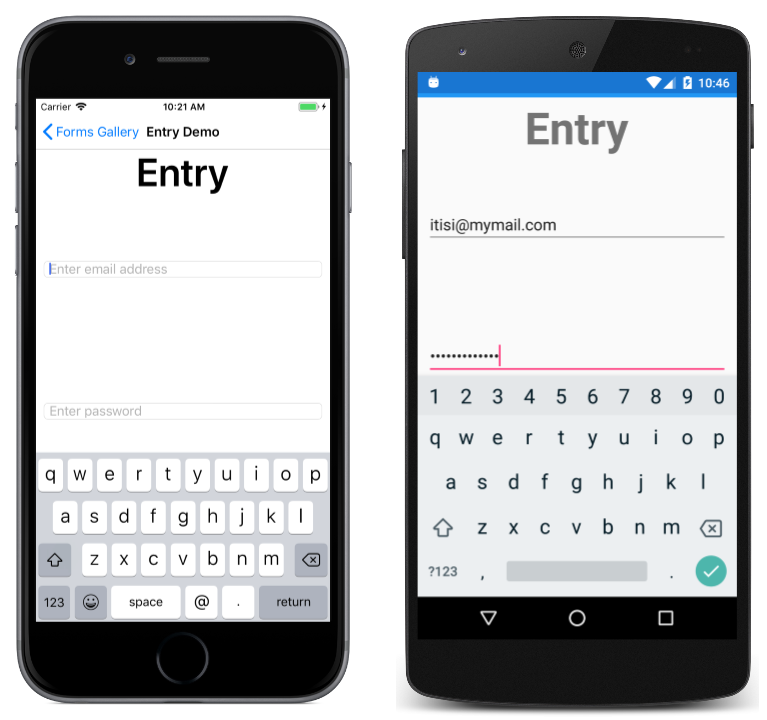 Carrier 10:21 AM
Forms Gallery Entry Demo
Entry
Enter email address
Enter password
q w e r t y u i o p
a s d f g h j k l
z x c v b n m
123 space @ . return
10:46
Entry
itisi@mymail.com
•••••••••••••
1 2 3 4 5 6 7 8 9 0
q w e r t y u i o p
a s d f g h j k l
z x c v b n m
?123 , .